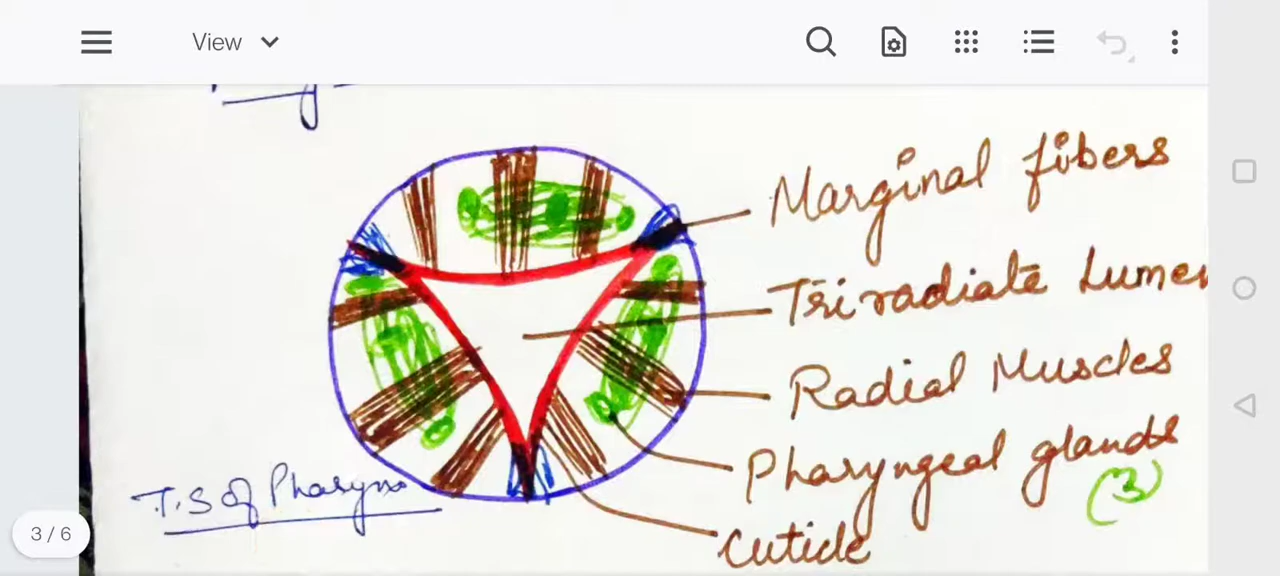 View
Marginal fibers
Triradiate Lumen
Radial Muscles
Pharyngeal glands
(3)
Cuticle
T.S of Pharynx
3 / 6